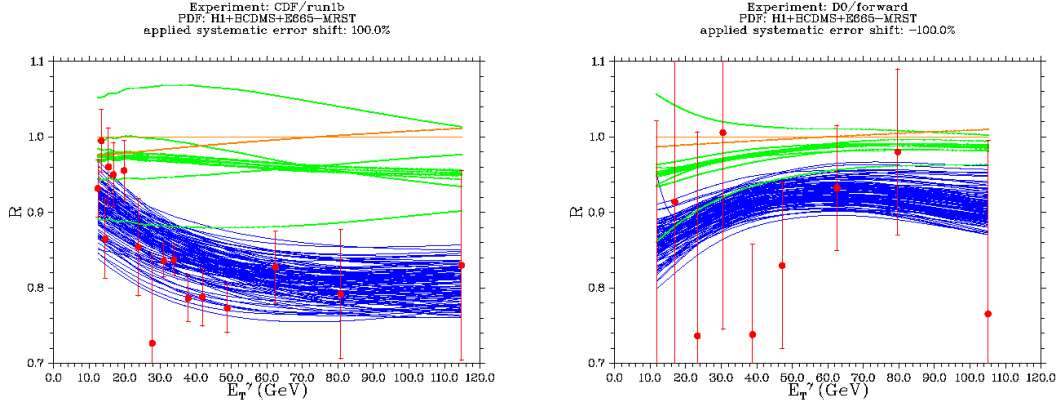 Experiment: CDF/run1b
PDF: H1+BCDMS+E665-MRST
applied systematic error shift: 100.0%
1.1
1.0
0.9
0.8
0.7
R
0.0 10.0 20.0 30.0 40.0 50.0 60.0 70.0 80.0 90.0 100.0 110.0 120.0
E_T^γ (GeV)
Experiment: D0/forward
PDF: H1+BCDMS+E665-MRST
applied systematic error shift: -100.0%
1.1
1.0
0.9
0.8
0.7
R
0.0 10.0 20.0 30.0 40.0 50.0 60.0 70.0 80.0 90.0 100.0 110.0 120.0
E_T^γ (GeV)